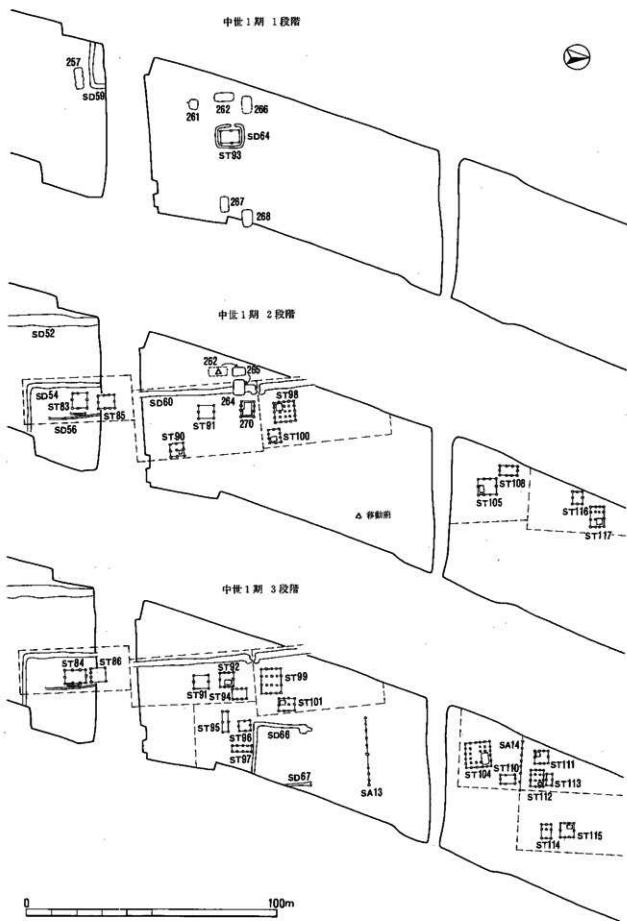 中世1期 1段階
257
SD59
261
262
266
SD64
ST93
267
268
中世1期 2段階
SD52
262
265
SD54
ST83
SD60
264
ST98
ST85
ST91
270
SD56
ST90
ST100
ST108
ST105
ST116
ST117
△ 移動前
中世1期 3段階
ST84
ST86
ST92
ST91
ST99
ST94
ST101
ST95
ST96
SD66
ST97
SD67
SA13
SA14
ST111
ST104
ST110
ST113
ST112
ST114
ST115
0
100m